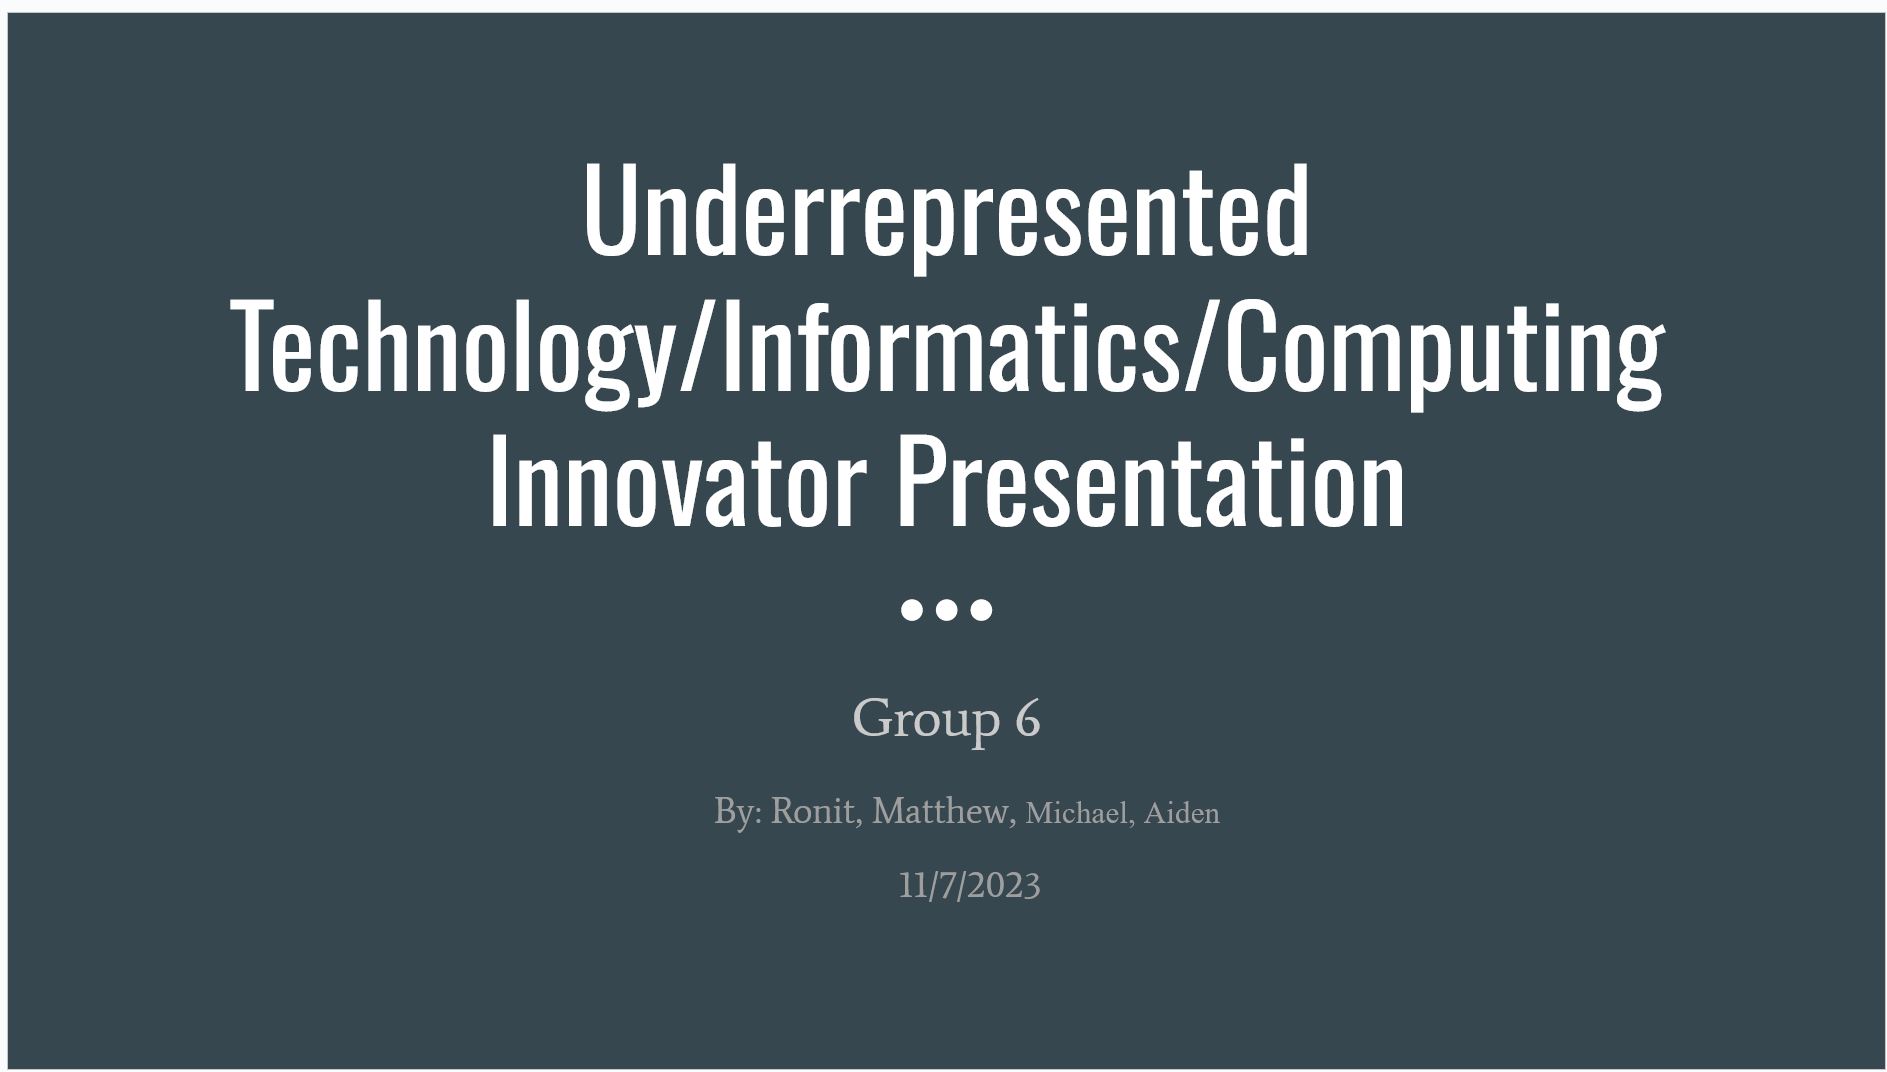 Underrepresented
Technology/Informatics/Computing
Innovator Presentation
Group 6
By: Ronit, Matthew, Michael, Aiden
11/7/2023